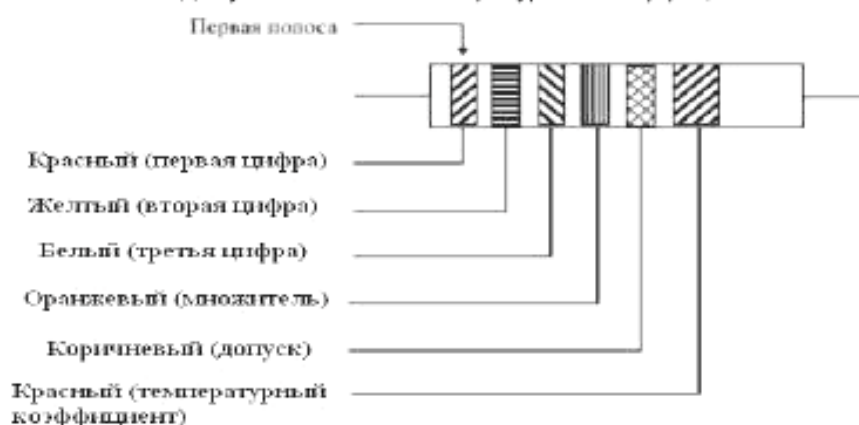 Первая полоса
Красный (первая цифра)
Желтый (вторая цифра)
Белый (третья цифра)
Оранжевый (множитель)
Коричневый (допуск)
Красный (температурный
коэффициент)